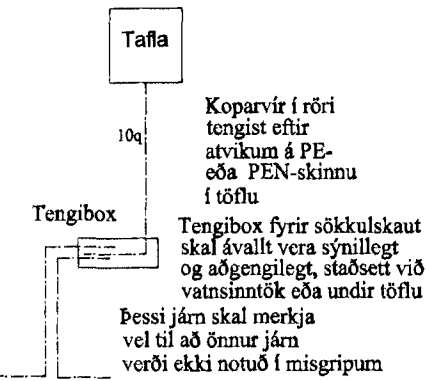 Tafla
10q
Koparvír í röri
tengist eftir
atvikum á PE-
eða PEN-skinnu
í töflu
Tengibox
Tengibox fyrir sökkulskaut
skal ávallt vera sýnillegt
og aðgengilegt, staðsett við
vatnsinntök eða undir töflu
Þessi járn skal merkja
vel til að önnur járn
verði ekki notuð í misgripum